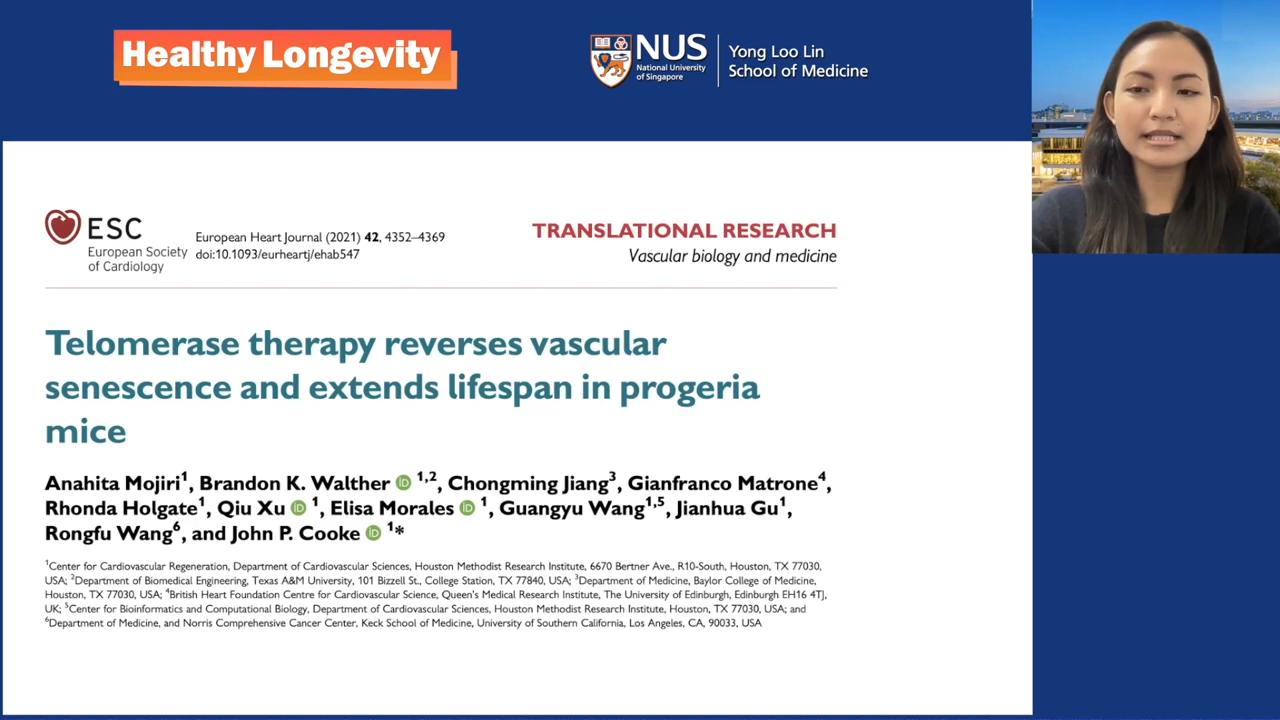 Healthy Longevity
NUS
National University
of Singapore
Yong Loo Lin
School of Medicine
ESC
European Society
of Cardiology
European Heart Journal (2021) 42, 4352–4369
doi:10.1093/eurheartj/ehab547
TRANSLATIONAL RESEARCH
Vascular biology and medicine
Telomerase therapy reverses vascular
senescence and extends lifespan in progeria
mice
Anahita Mojiri1, Brandon K. Walther iD 1,2, Chongming Jiang3, Gianfranco Matrone4,
Rhonda Holgate1, Qiu Xu iD 1, Elisa Morales iD 1, Guangyu Wang1,5, Jianhua Gu1,
Rongfu Wang6, and John P. Cooke iD 1*
1Center for Cardiovascular Regeneration, Department of Cardiovascular Sciences, Houston Methodist Research Institute, 6670 Bertner Ave., R10-South, Houston, TX 77030,
USA; 2Department of Biomedical Engineering, Texas A&M University, 101 Bizzell St., College Station, TX 77840, USA; 3Department of Medicine, Baylor College of Medicine,
Houston, TX 77030, USA; 4British Heart Foundation Centre for Cardiovascular Science, Queen's Medical Research Institute, The University of Edinburgh, Edinburgh EH16 4TJ,
UK; 5Center for Bioinformatics and Computational Biology, Department of Cardiovascular Sciences, Houston Methodist Research Institute, Houston, TX 77030, USA; and
6Department of Medicine, and Norris Comprehensive Cancer Center, Keck School of Medicine, University of Southern California, Los Angeles, CA, 90033, USA